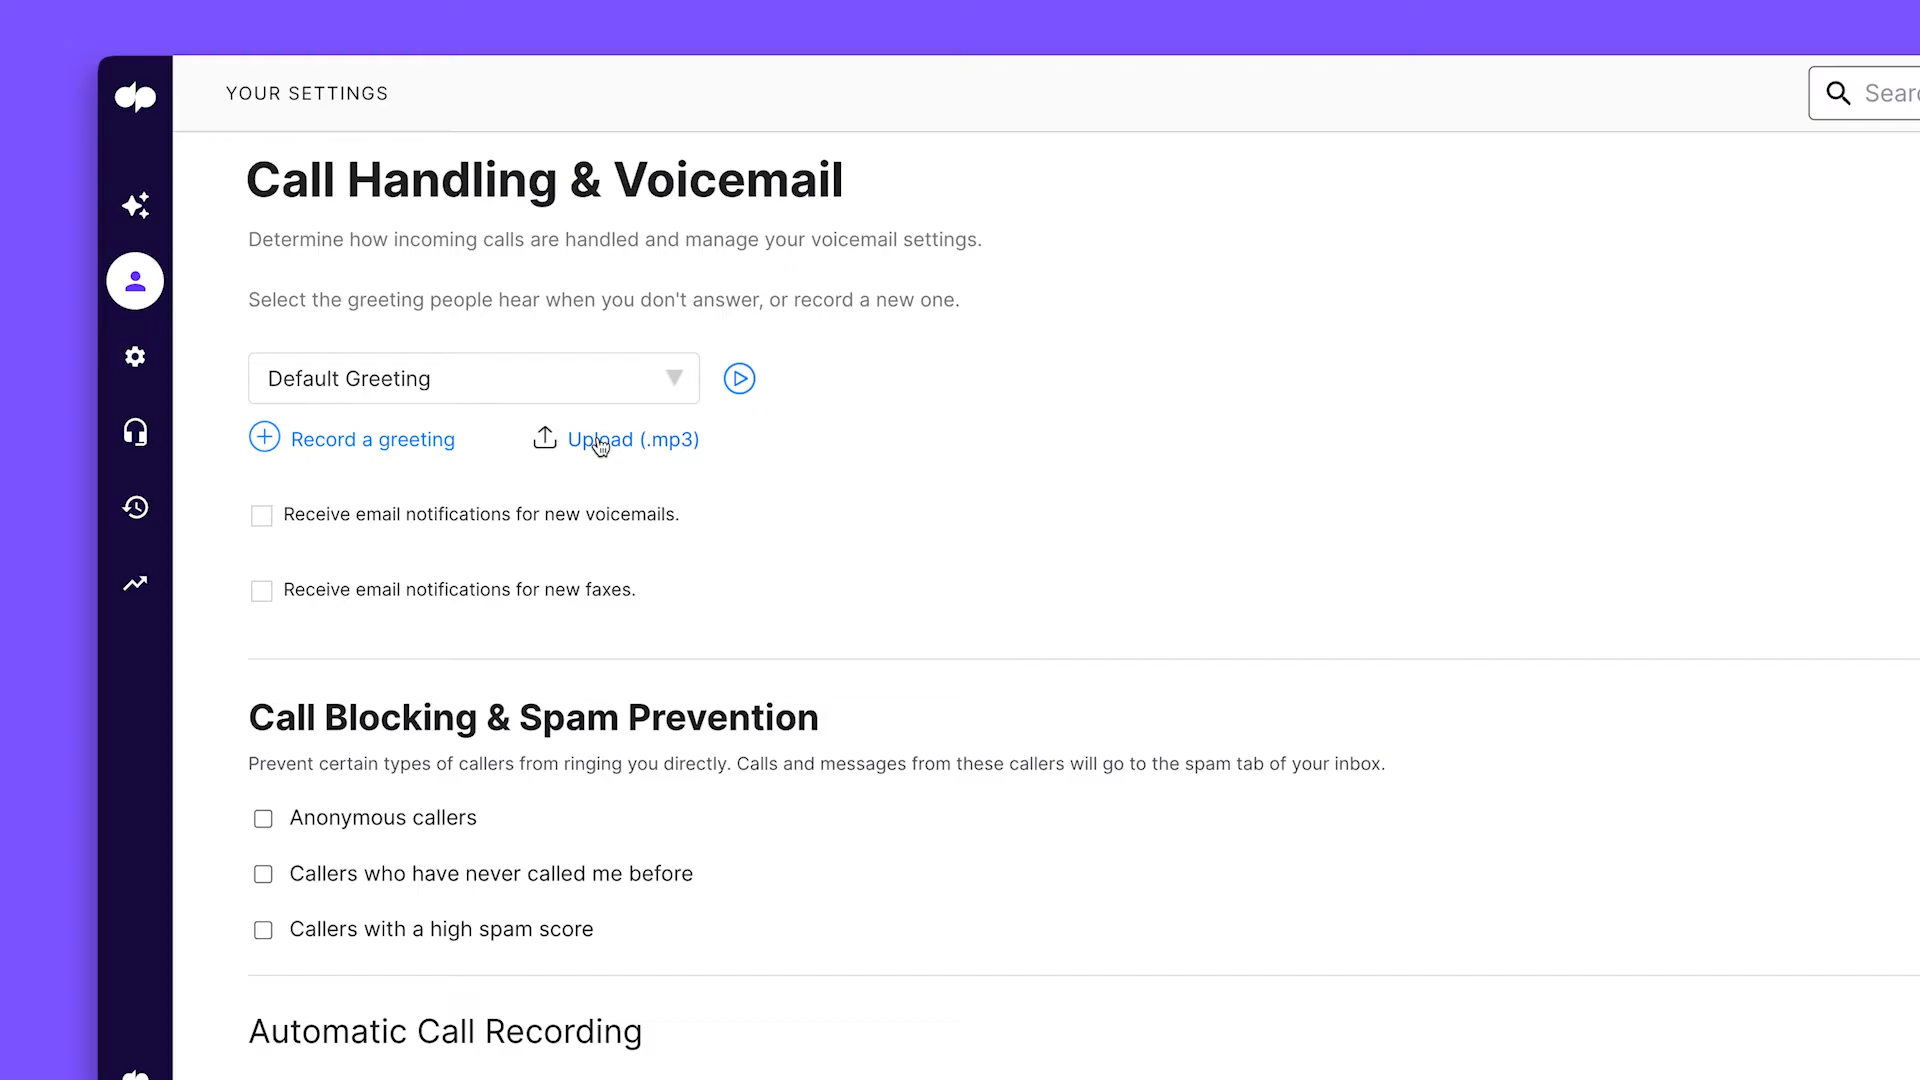 YOUR SETTINGS
Sear
Call Handling & Voicemail
Determine how incoming calls are handled and manage your voicemail settings.
Select the greeting people hear when you don't answer, or record a new one.
Default Greeting
Record a greeting
Upload (.mp3)
Receive email notifications for new voicemails.
Receive email notifications for new faxes.
Call Blocking & Spam Prevention
Prevent certain types of callers from ringing you directly. Calls and messages from these callers will go to the spam tab of your inbox.
Anonymous callers
Callers who have never called me before
Callers with a high spam score
Automatic Call Recording